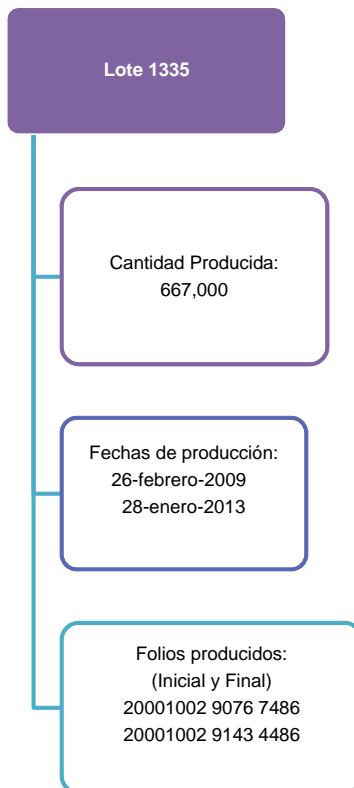 Lote 1335
Cantidad Producida:
667,000
Fechas de producción:
26-febrero-2009
28-enero-2013
Folios producidos:
(Inicial y Final)
20001002 9076 7486
20001002 9143 4486